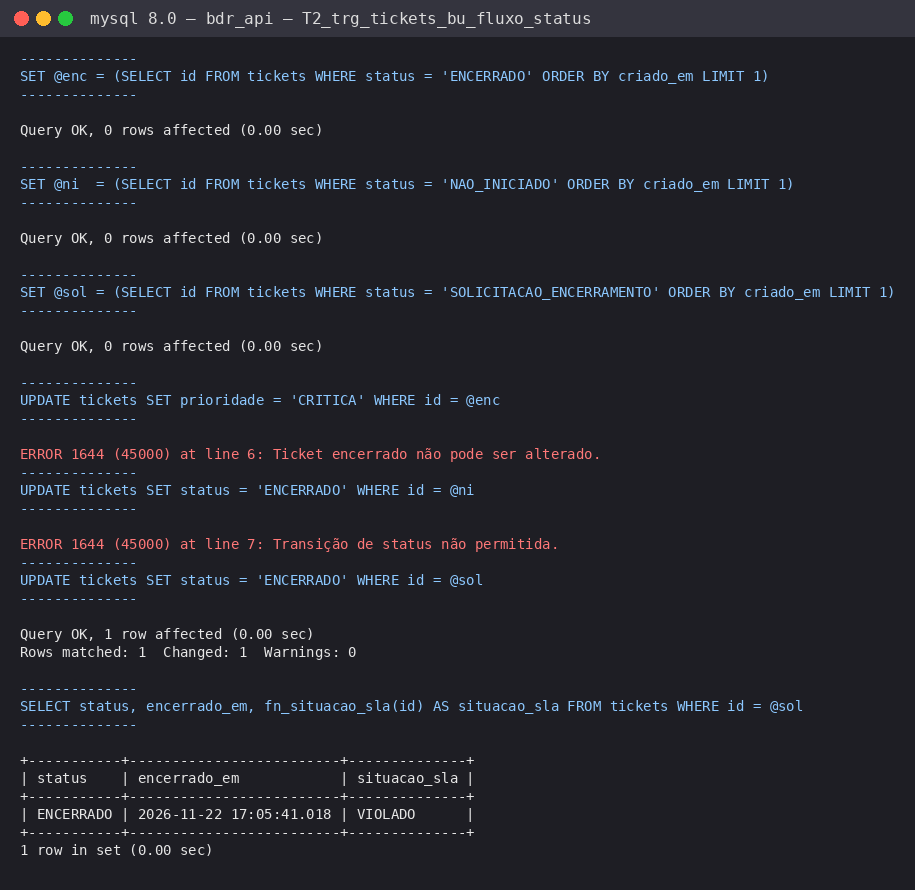 mysql 8.0 — bdr_api — T2_trg_tickets_bu_fluxo_status
--------------
SET @enc = (SELECT id FROM tickets WHERE status = 'ENCERRADO' ORDER BY criado_em LIMIT 1)
--------------
Query OK, 0 rows affected (0.00 sec)
--------------
SET @ni  = (SELECT id FROM tickets WHERE status = 'NAO_INICIADO' ORDER BY criado_em LIMIT 1)
--------------
Query OK, 0 rows affected (0.00 sec)
--------------
SET @sol = (SELECT id FROM tickets WHERE status = 'SOLICITACAO_ENCERRAMENTO' ORDER BY criado_em LIMIT 1)
--------------
Query OK, 0 rows affected (0.00 sec)
--------------
UPDATE tickets SET prioridade = 'CRITICA' WHERE id = @enc
--------------
ERROR 1644 (45000) at line 6: Ticket encerrado não pode ser alterado.
--------------
UPDATE tickets SET status = 'ENCERRADO' WHERE id = @ni
--------------
ERROR 1644 (45000) at line 7: Transição de status não permitida.
--------------
UPDATE tickets SET status = 'ENCERRADO' WHERE id = @sol
--------------
Query OK, 1 row affected (0.00 sec)
Rows matched: 1  Changed: 1  Warnings: 0
--------------
SELECT status, encerrado_em, fn_situacao_sla(id) AS situacao_sla FROM tickets WHERE id = @sol
--------------
+-----------+-------------------------+--------------+
| status    | encerrado_em            | situacao_sla |
+-----------+-------------------------+--------------+
| ENCERRADO | 2026-11-22 17:05:41.018 | VIOLADO      |
+-----------+-------------------------+--------------+
1 row in set (0.00 sec)